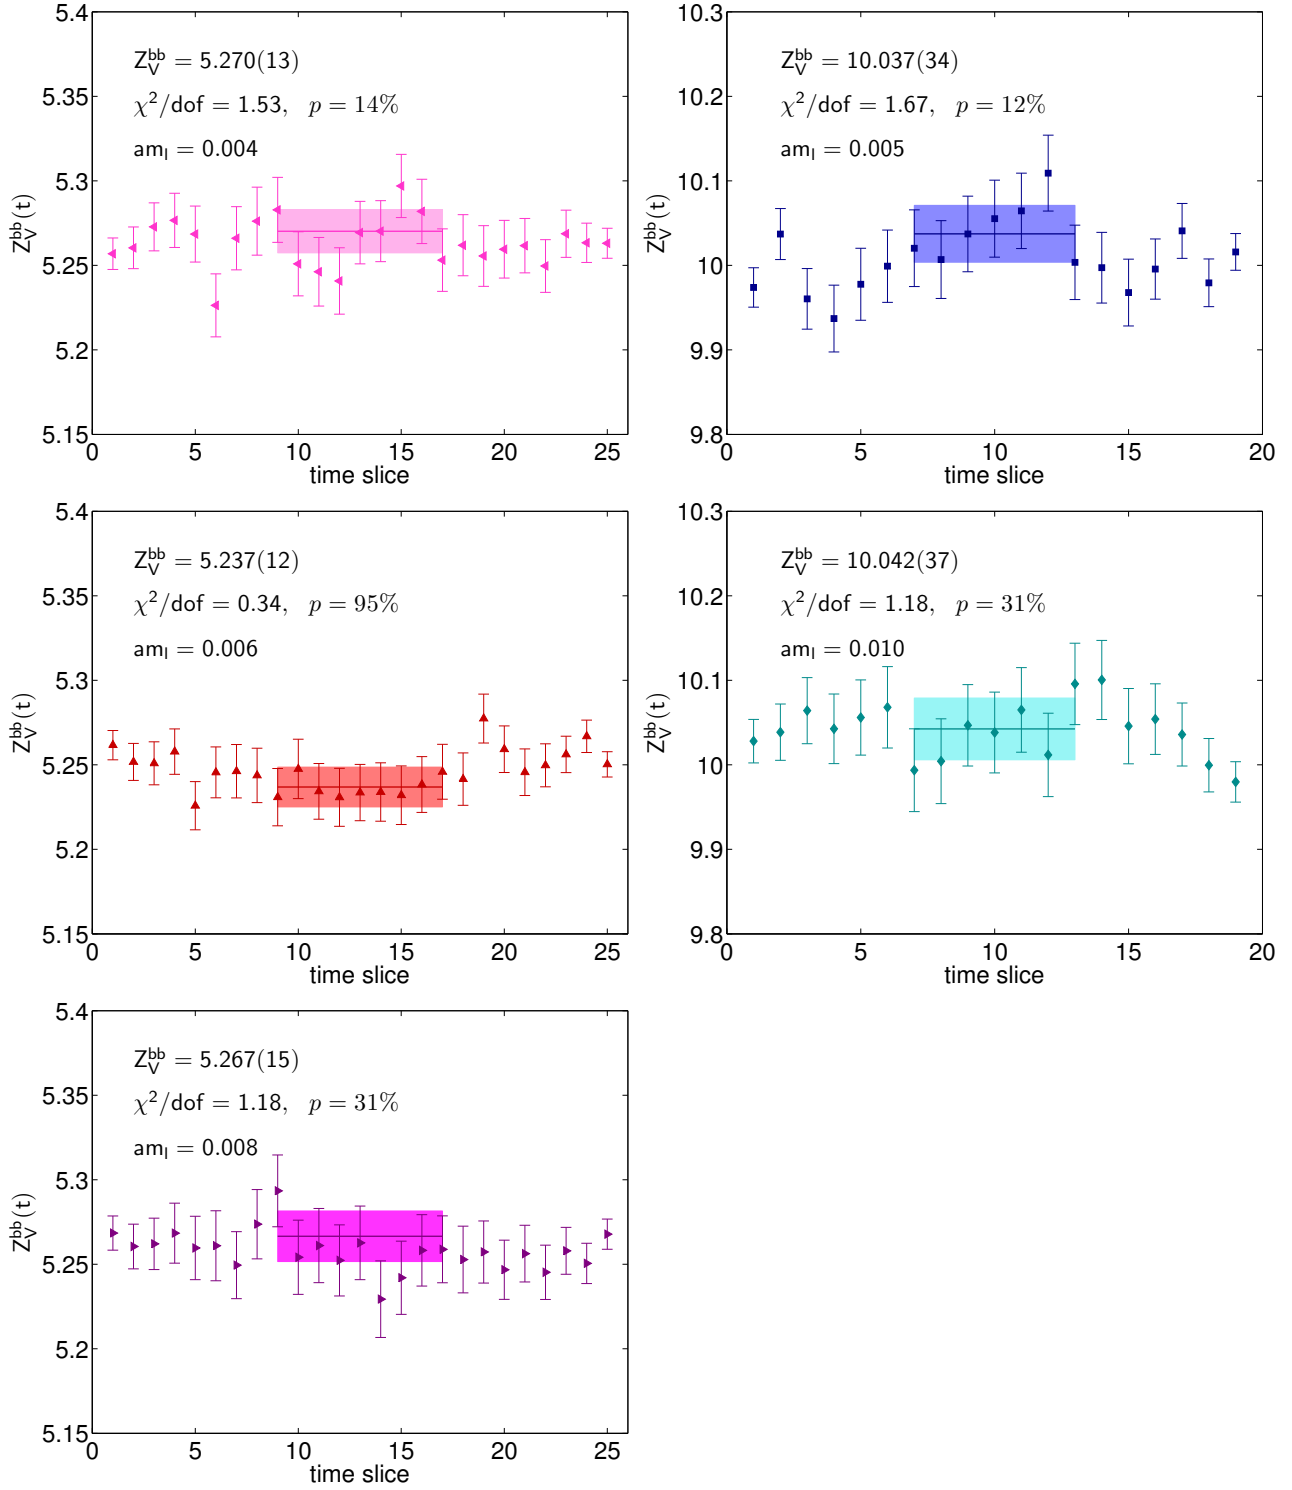 5.4
Z_V^bb = 5.270(13)
χ²/dof = 1.53, p = 14%
am_l = 0.004
5.35
5.3
5.25
5.2
5.15
0 5 10 15 20 25
time slice
Z_V^bb(t)
10.3
Z_V^bb = 10.037(34)
χ²/dof = 1.67, p = 12%
am_l = 0.005
10.2
10.1
10
9.9
9.8
0 5 10 15 20
time slice
Z_V^bb(t)
5.4
Z_V^bb = 5.237(12)
χ²/dof = 0.34, p = 95%
am_l = 0.006
5.35
5.3
5.25
5.2
5.15
0 5 10 15 20 25
time slice
Z_V^bb(t)
10.3
Z_V^bb = 10.042(37)
χ²/dof = 1.18, p = 31%
am_l = 0.010
10.2
10.1
10
9.9
9.8
0 5 10 15 20
time slice
Z_V^bb(t)
5.4
Z_V^bb = 5.267(15)
χ²/dof = 1.18, p = 31%
am_l = 0.008
5.35
5.3
5.25
5.2
5.15
0 5 10 15 20 25
time slice
Z_V^bb(t)